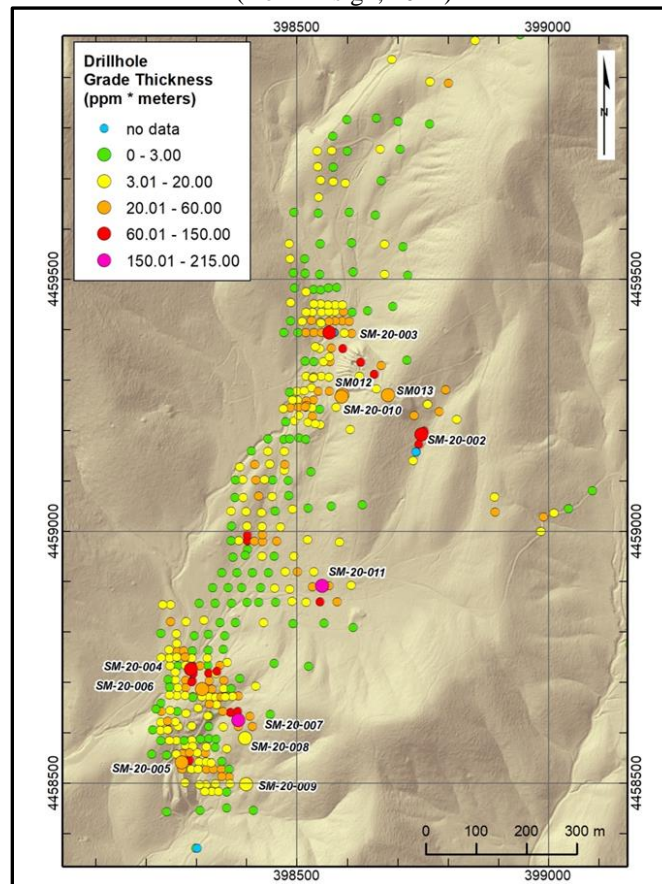 398500
399000
Drillhole
Grade Thickness
(ppm * meters)
no data
0 - 3.00
3.01 - 20.00
20.01 - 60.00
60.01 - 150.00
150.01 - 215.00
N
4459500
4459500
SM-20-003
SM012
SM013
SM-20-010
SM-20-002
4459000
4459000
SM-20-011
SM-20-004
SM-20-006
SM-20-007
SM-20-008
SM-20-005
SM-20-009
4458500
4458500
0 100 200 300 m
398500
399000